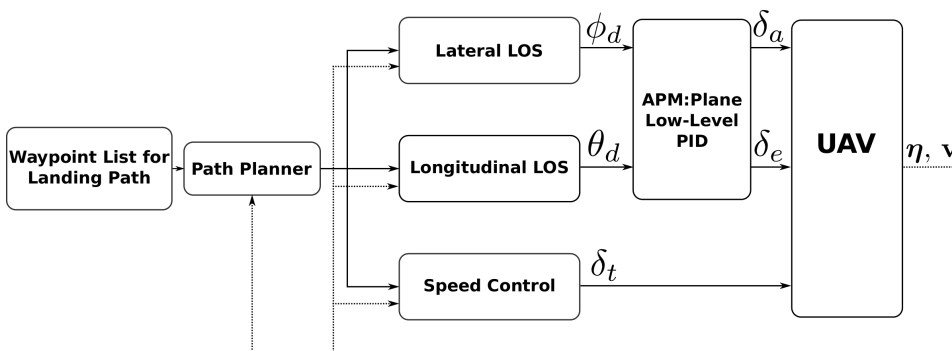 Lateral LOS
ϕ_d
δ_a
APM:Plane
Low-Level
PID
Waypoint List for
Landing Path
Path Planner
Longitudinal LOS
θ_d
δ_e
UAV
η, v
Speed Control
δ_t